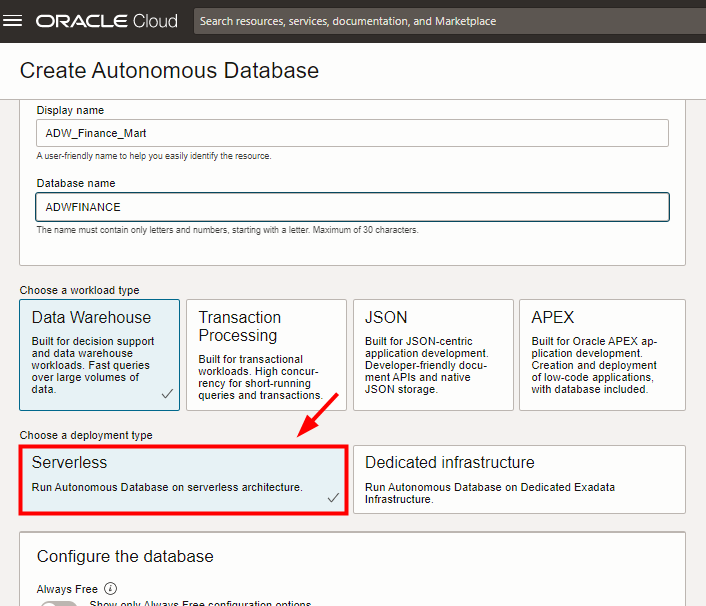 ORACLE Cloud
Search resources, services, documentation, and Marketplace
Create Autonomous Database
Display name
ADW_Finance_Mart
A user-friendly name to help you easily identify the resource.
Database name
ADWFINANCE
The name must contain only letters and numbers, starting with a letter. Maximum of 30 characters.
Choose a workload type
Data Warehouse
Built for decision support
and data warehouse
workloads. Fast queries
over large volumes of
data.
Transaction
Processing
Built for transactional
workloads. High concur-
rency for short-running
queries and transactions.
JSON
Built for JSON-centric
application development.
Developer-friendly docu-
ment APIs and native
JSON storage.
APEX
Built for Oracle APEX ap-
plication development.
Creation and deployment
of low-code applications,
with database included.
Choose a deployment type
Serverless
Run Autonomous Database on serverless architecture.
Dedicated infrastructure
Run Autonomous Database on Dedicated Exadata
Infrastructure.
Configure the database
Always Free
Show only Always Free configuration options